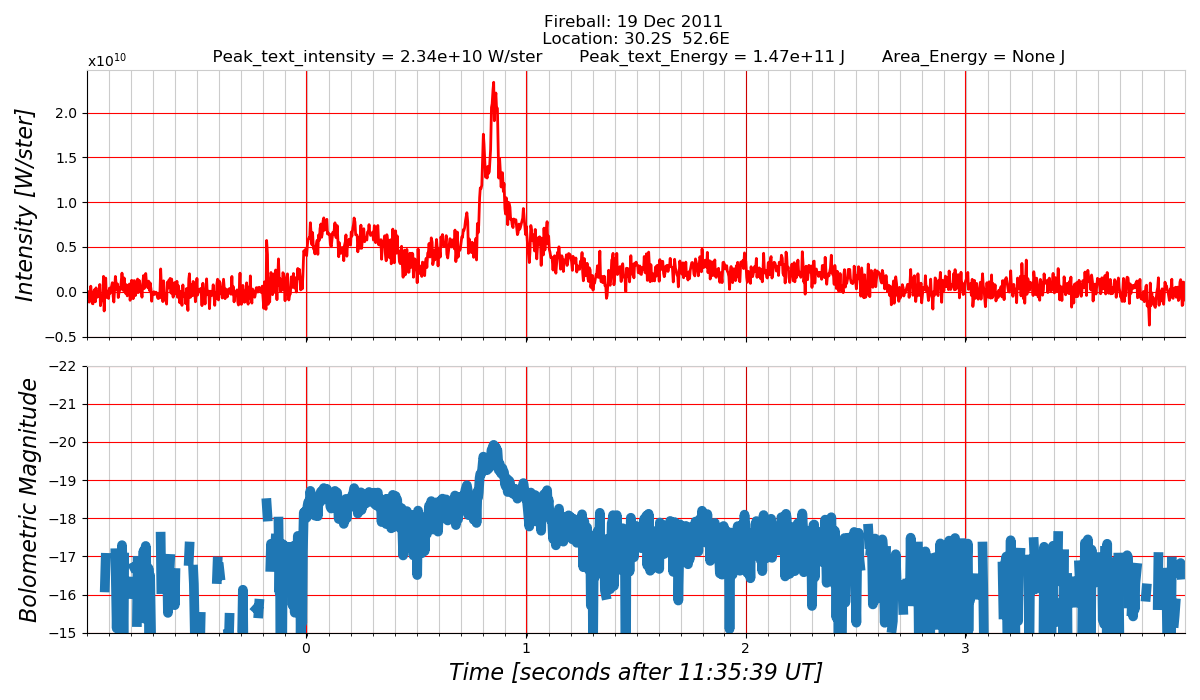 Fireball: 19 Dec 2011
Location: 30.2S  52.6E
Peak_text_intensity = 2.34e+10 W/ster       Peak_text_Energy = 1.47e+11 J       Area_Energy = None J
x10¹⁰
Intensity [W/ster]
2.0
1.5
1.0
0.5
0.0
−0.5
Bolometric Magnitude
−22
−21
−20
−19
−18
−17
−16
−15
0 1 2 3
Time [seconds after 11:35:39 UT]